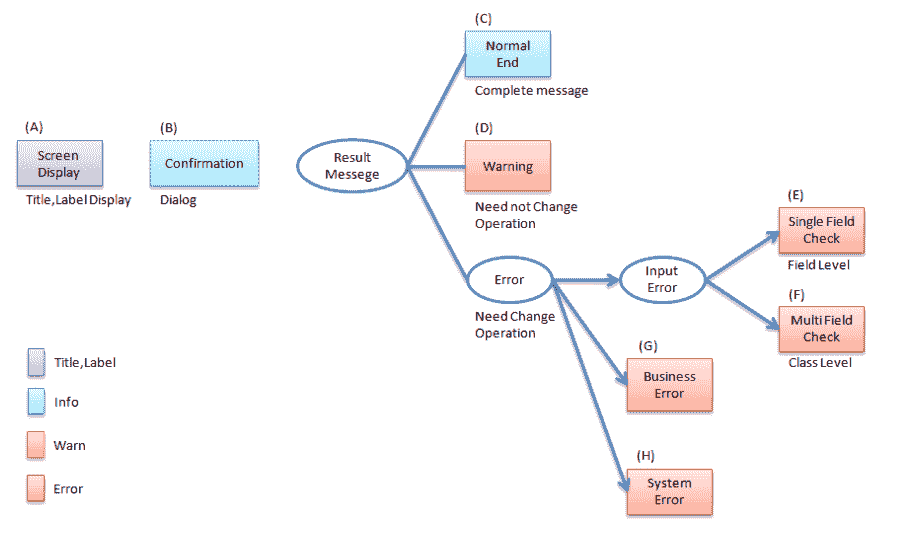 (C)
Normal
End
Complete message
(A)
Screen
Display
Title,Label Display
(B)
Confirmation
Dialog
Result
Messege
(D)
Warning
Need not Change
Operation
Error
Need Change
Operation
Input
Error
(E)
Single Field
Check
Field Level
(F)
Multi Field
Check
Class Level
(G)
Business
Error
(H)
System
Error
Title,Label
Info
Warn
Error